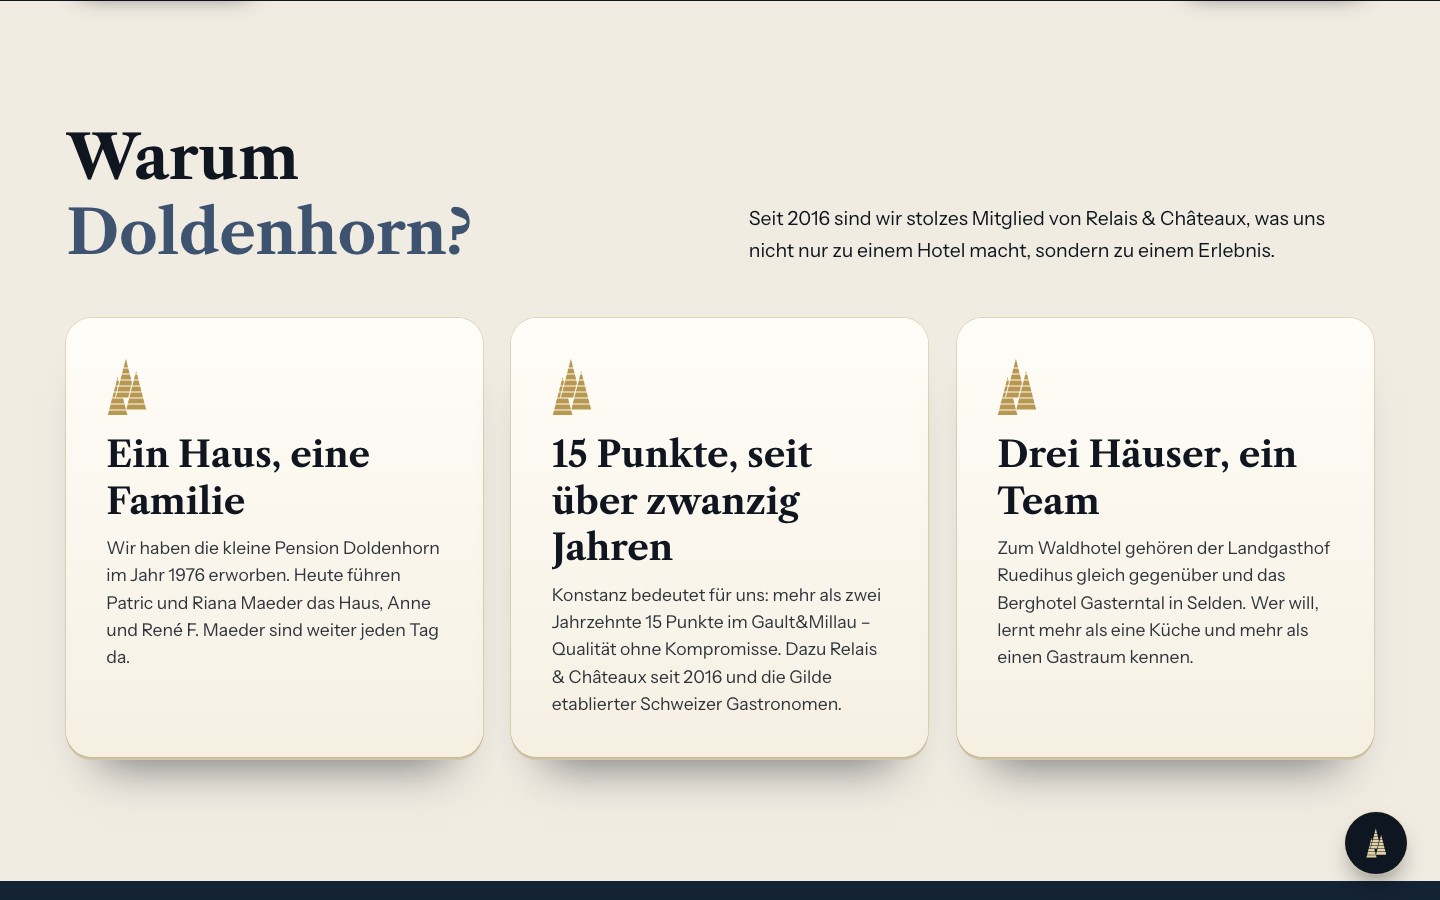 Warum
Doldenhorn?
Seit 2016 sind wir stolzes Mitglied von Relais & Châteaux, was uns
nicht nur zu einem Hotel macht, sondern zu einem Erlebnis.
Ein Haus, eine
Familie
Wir haben die kleine Pension Doldenhorn
im Jahr 1976 erworben. Heute führen
Patric und Riana Maeder das Haus, Anne
und René F. Maeder sind weiter jeden Tag
da.
15 Punkte, seit
über zwanzig
Jahren
Konstanz bedeutet für uns: mehr als zwei
Jahrzehnte 15 Punkte im Gault&Millau –
Qualität ohne Kompromisse. Dazu Relais
& Châteaux seit 2016 und die Gilde
etablierter Schweizer Gastronomen.
Drei Häuser, ein
Team
Zum Waldhotel gehören der Landgasthof
Ruedihus gleich gegenüber und das
Berghotel Gasterntal in Selden. Wer will,
lernt mehr als eine Küche und mehr als
einen Gastraum kennen.